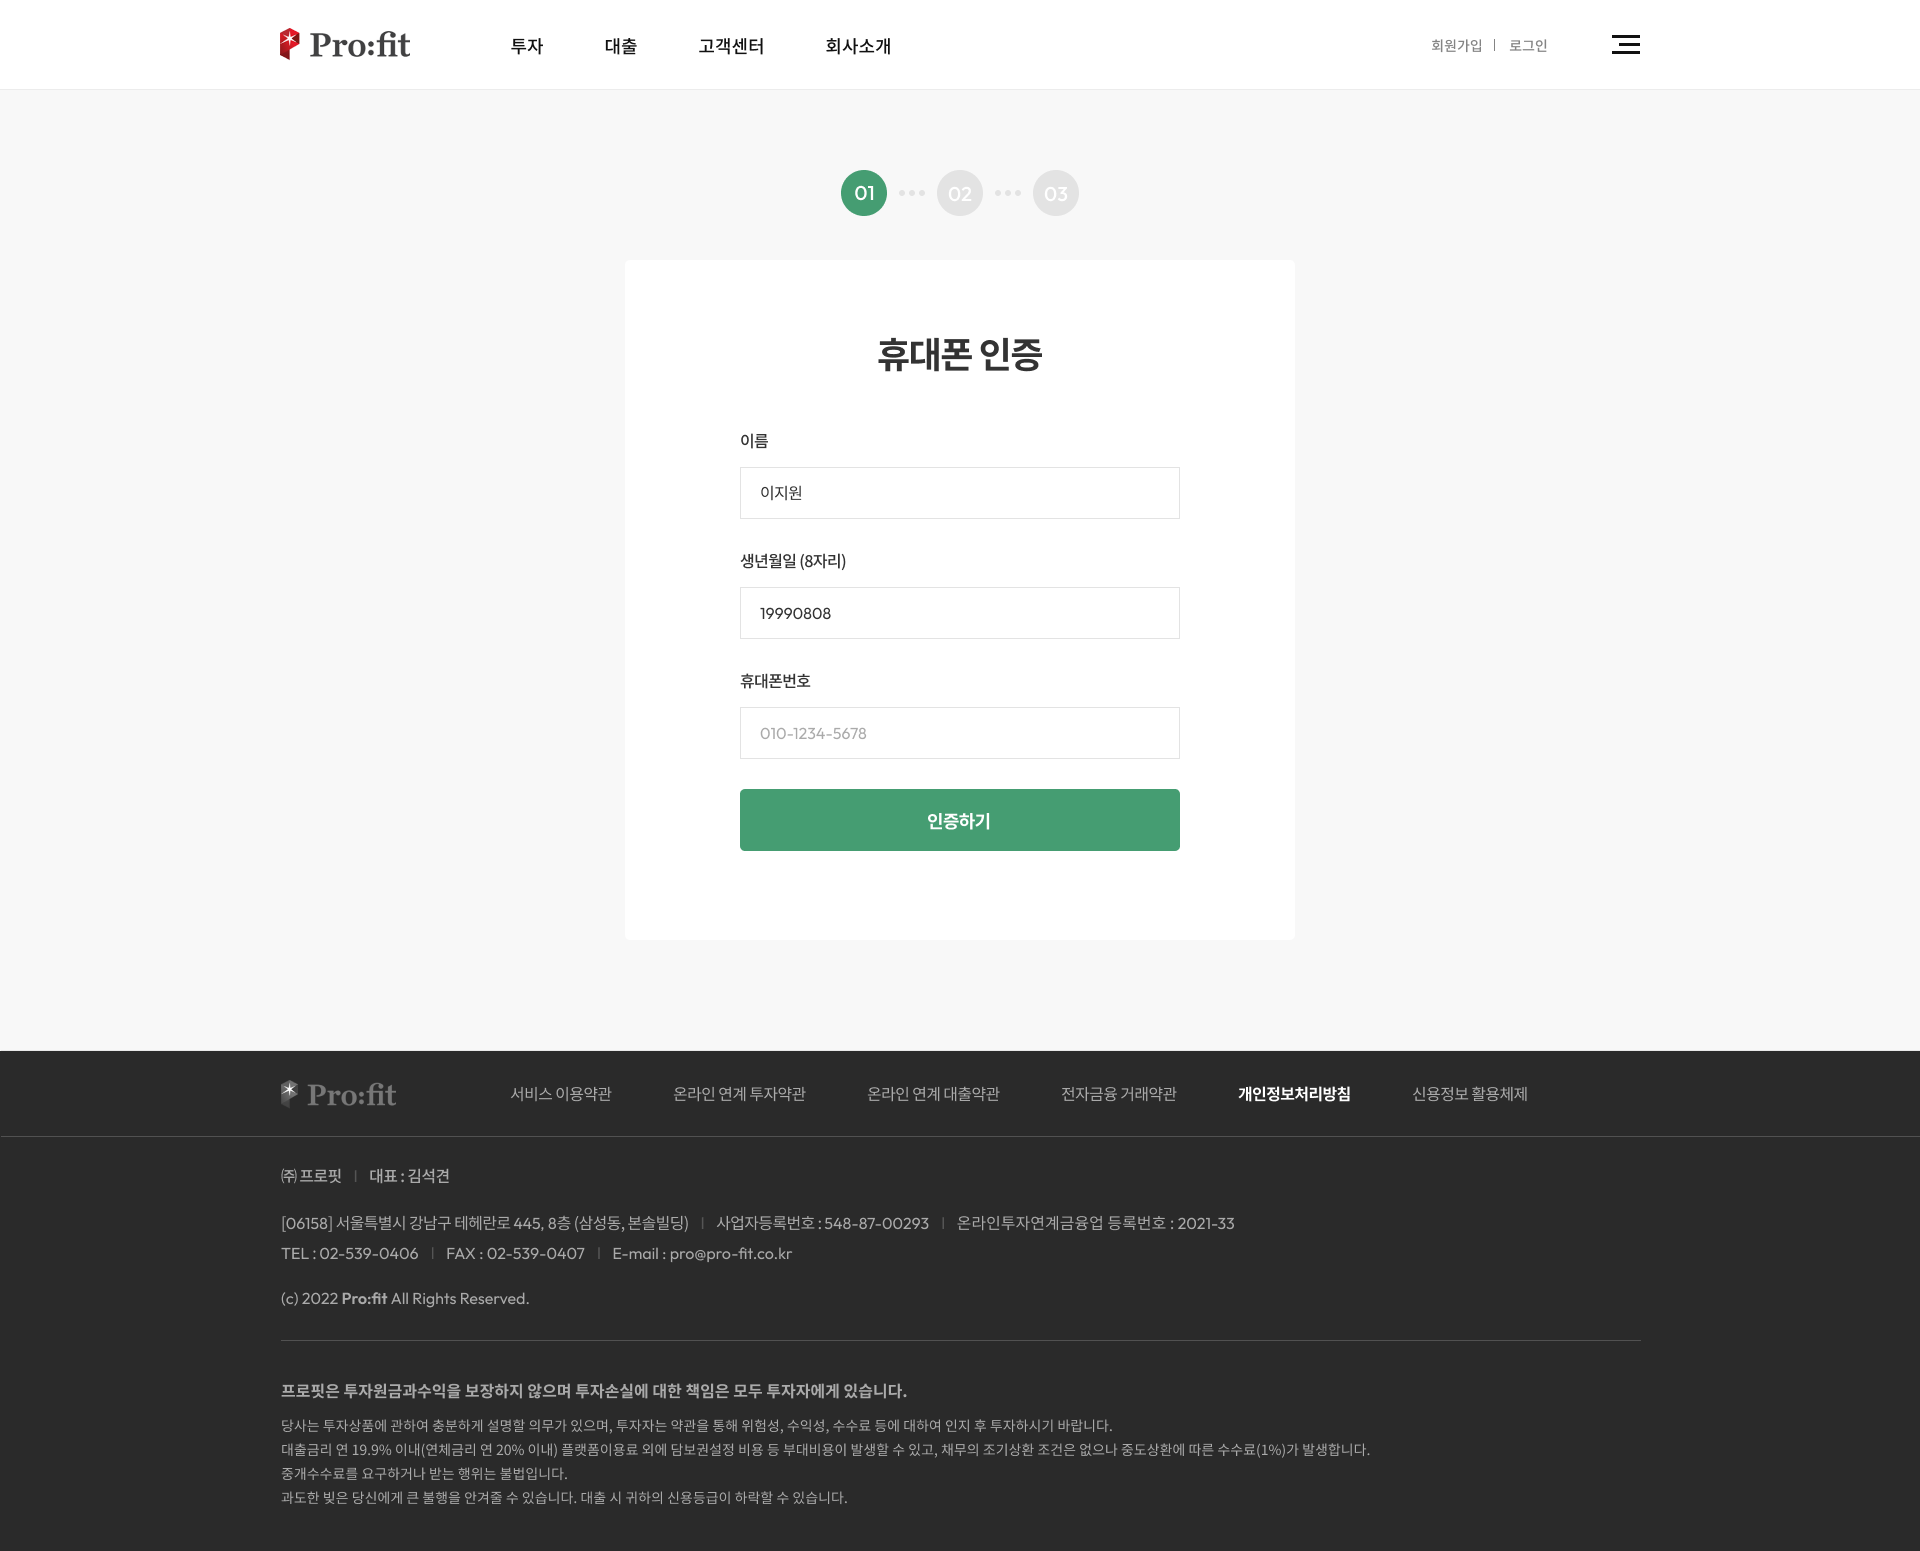 Pro:fit 투자 대출 고객센터 회사소개 회원가입 | 로그인
01 ••• 02 ••• 03
휴대폰 인증
이름
이지원
생년월일 (8자리)
19990808
휴대폰번호
010-1234-5678
인증하기
Pro:fit 서비스 이용약관 온라인 연계 투자약관 온라인 연계 대출약관 전자금융 거래약관 개인정보처리방침 신용정보 활용체제
㈜ 프로핏 | 대표 : 김석견
[06158] 서울특별시 강남구 테헤란로 445, 8층 (삼성동, 본솔빌딩) | 사업자등록번호 : 548-87-00293 | 온라인투자연계금융업 등록번호 : 2021-33
TEL : 02-539-0406 | FAX : 02-539-0407 | E-mail : pro@pro-fit.co.kr
(c) 2022 Pro:fit All Rights Reserved.
프로핏은 투자원금과수익을 보장하지 않으며 투자손실에 대한 책임은 모두 투자자에게 있습니다.
당사는 투자상품에 관하여 충분하게 설명할 의무가 있으며, 투자자는 약관을 통해 위험성, 수익성, 수수료 등에 대하여 인지 후 투자하시기 바랍니다.
대출금리 연 19.9% 이내(연체금리 연 20% 이내) 플랫폼이용료 외에 담보권설정 비용 등 부대비용이 발생할 수 있고, 채무의 조기상환 조건은 없으나 중도상환에 따른 수수료(1%)가 발생합니다.
중개수수료를 요구하거나 받는 행위는 불법입니다.
과도한 빚은 당신에게 큰 불행을 안겨줄 수 있습니다. 대출 시 귀하의 신용등급이 하락할 수 있습니다.